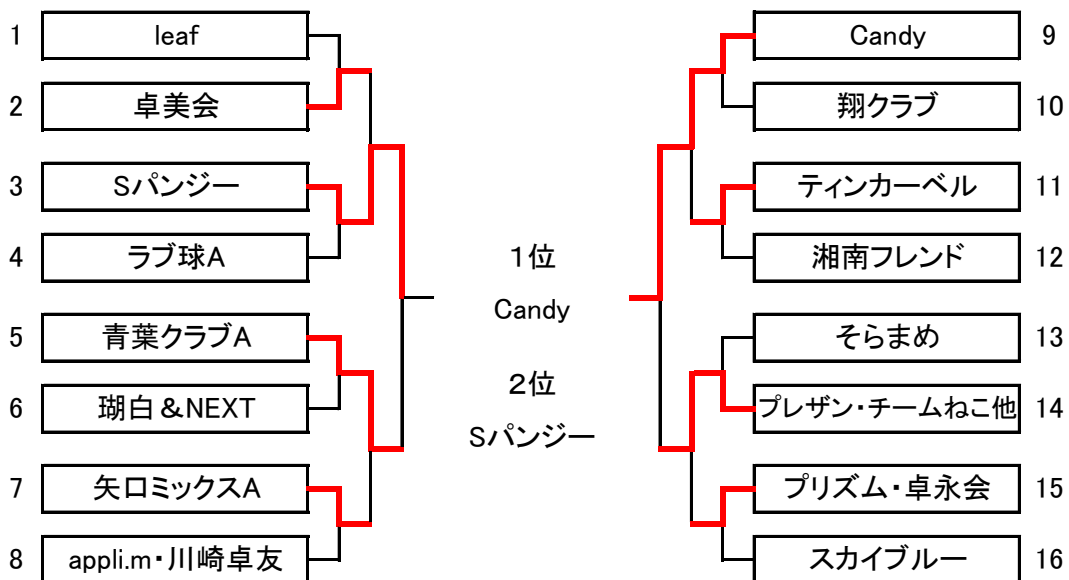 1 leaf
2 卓美会
3 Sパンジー
4 ラブ球A
5 青葉クラブA
6 瑚白&NEXT
7 矢口ミックスA
8 appli.m・川崎卓友
1位
Candy
2位
Sパンジー
Candy 9
翔クラブ 10
ティンカーベル 11
湘南フレンド 12
そらまめ 13
プレザン・チームねこ他 14
プリズム・卓永会 15
スカイブルー 16